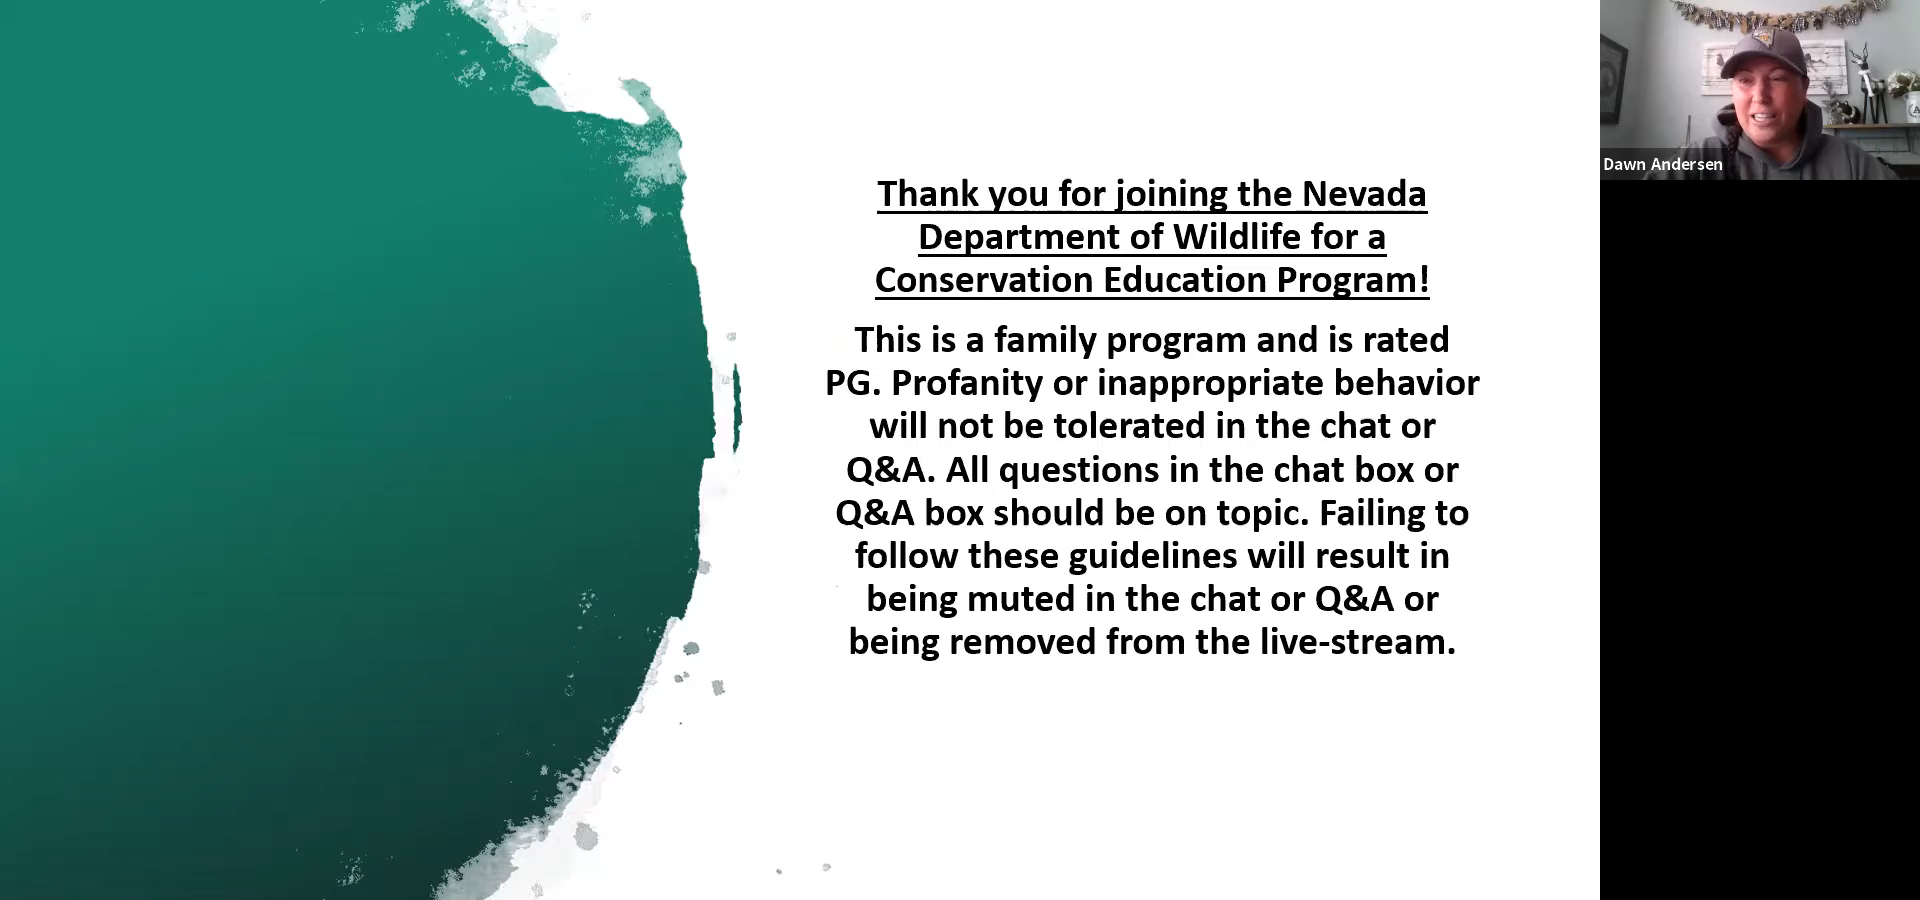 Thank you for joining the Nevada
Department of Wildlife for a
Conservation Education Program!
This is a family program and is rated
PG. Profanity or inappropriate behavior
will not be tolerated in the chat or
Q&A. All questions in the chat box or
Q&A box should be on topic. Failing to
follow these guidelines will result in
being muted in the chat or Q&A or
being removed from the live-stream.
Dawn Andersen